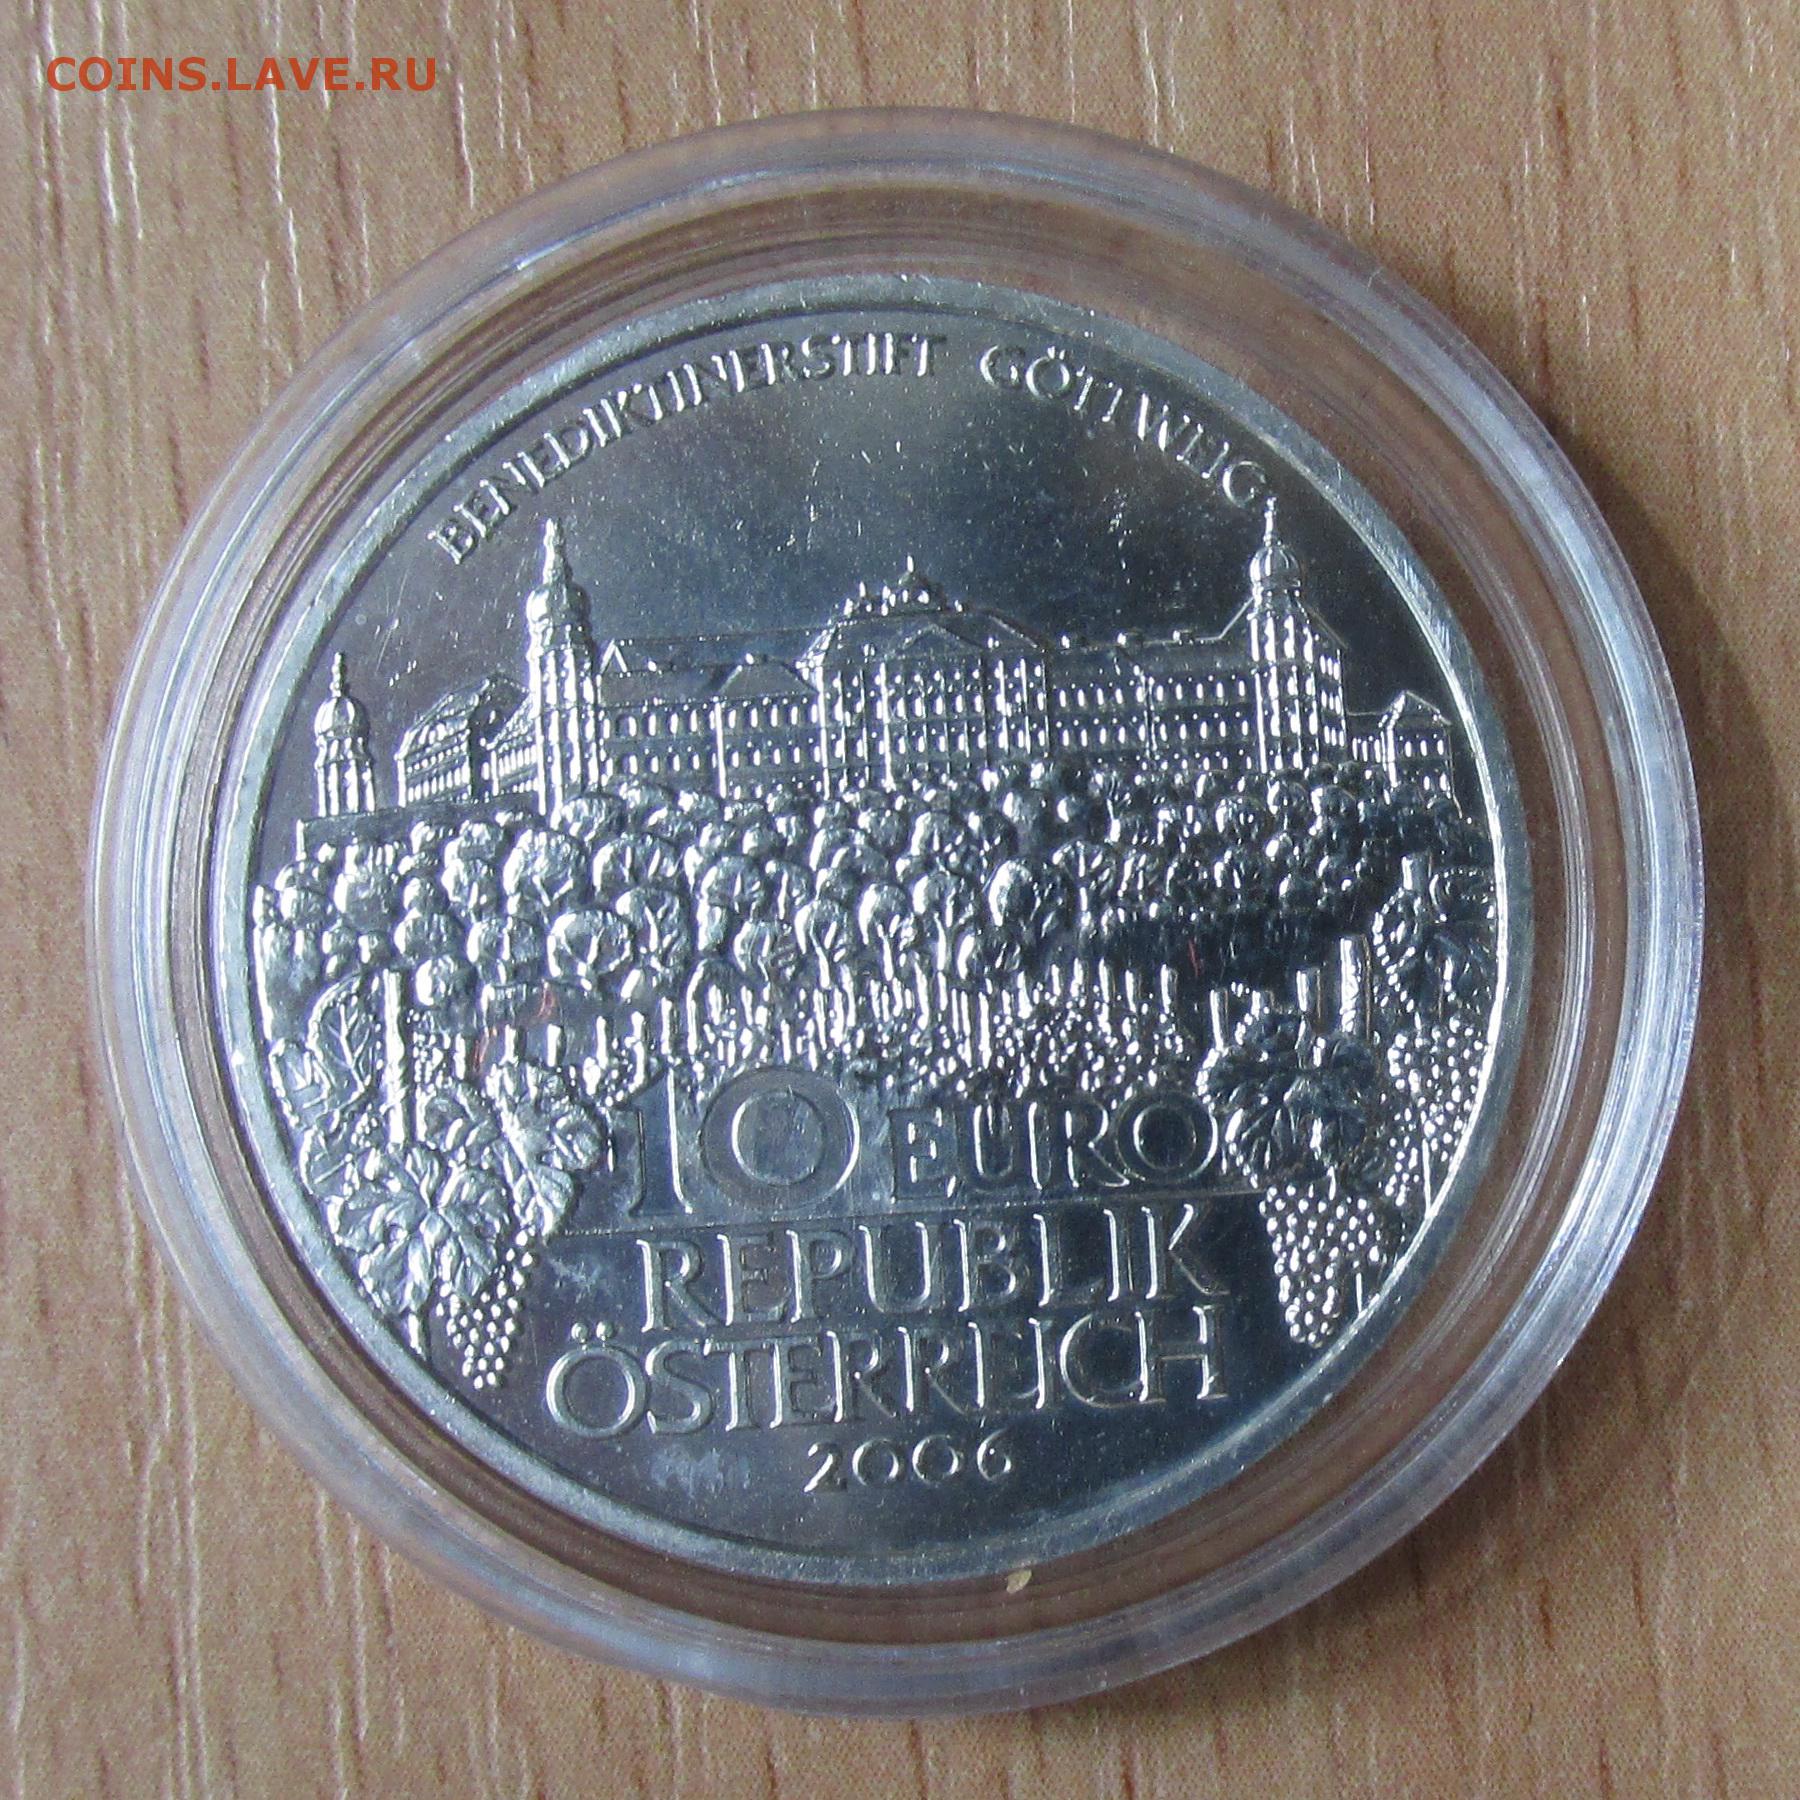 COINS.LAVE.RU
BENEDIKTINERSTIFT GÖTTWEIG
10 EURO
REPUBLIK
ÖSTERREICH
2006